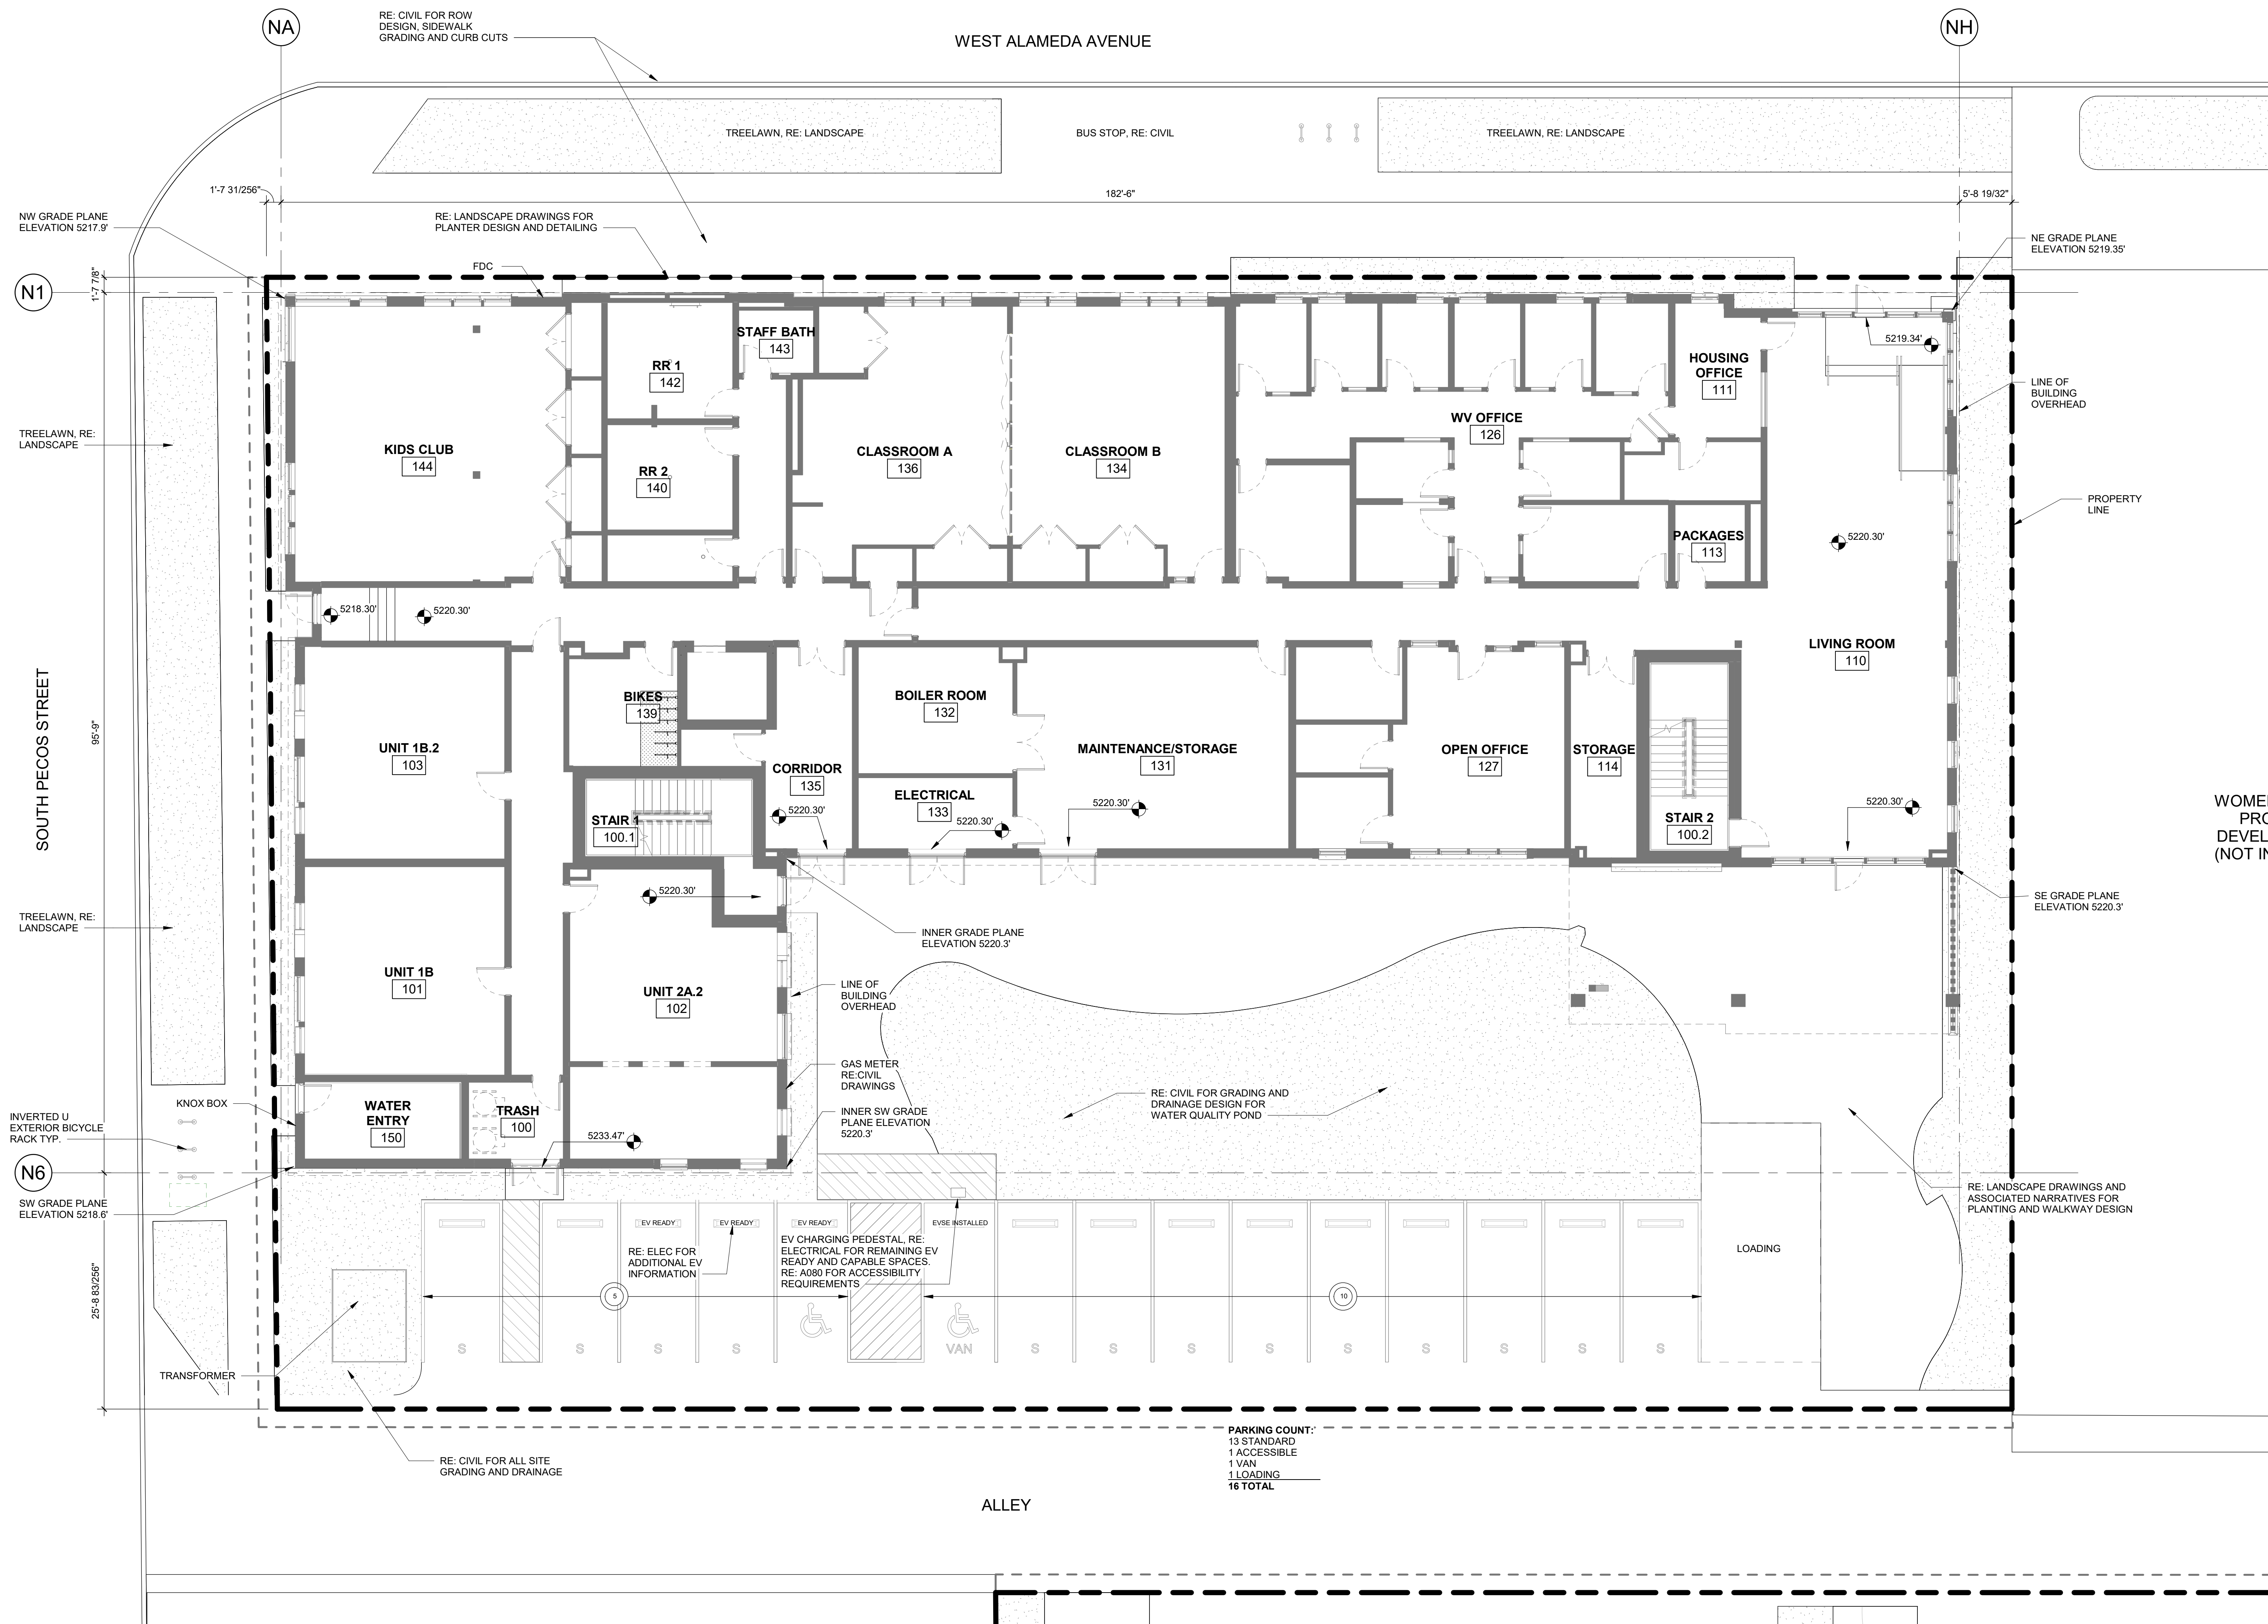 NA
RE: CIVIL FOR ROW
DESIGN, SIDEWALK
GRADING AND CURB CUTS
WEST ALAMEDA AVENUE
NH
TREELAWN, RE: LANDSCAPE
BUS STOP, RE: CIVIL
TREELAWN, RE: LANDSCAPE
1'-7 31/256"
182'-6"
5'-8 19/32"
NW GRADE PLANE
ELEVATION 5217.9'
RE: LANDSCAPE DRAWINGS FOR
PLANTER DESIGN AND DETAILING
NE GRADE PLANE
ELEVATION 5219.35'
FDC
1'-7 7/8"
N1
STAFF BATH
143
5219.34'
RR 1
142
HOUSING
OFFICE
111
LINE OF
BUILDING
OVERHEAD
TREELAWN, RE:
LANDSCAPE
KIDS CLUB
144
RR 2
140
CLASSROOM A
136
CLASSROOM B
134
WV OFFICE
126
PROPERTY
LINE
PACKAGES
113
5220.30'
5218.30'
5220.30'
LIVING ROOM
110
SOUTH PECOS STREET
95'-9"
BIKES
139
BOILER ROOM
132
UNIT 1B.2
103
MAINTENANCE/STORAGE
131
OPEN OFFICE
127
STORAGE
114
CORRIDOR
135
ELECTRICAL
133
5220.30'
5220.30'
5220.30'
5220.30'
STAIR 1
100.1
STAIR 2
100.2
WOME
PRO
DEVEL
(NOT IN
5220.30'
SE GRADE PLANE
ELEVATION 5220.3'
TREELAWN, RE:
LANDSCAPE
INNER GRADE PLANE
ELEVATION 5220.3'
UNIT 1B
101
UNIT 2A.2
102
LINE OF
BUILDING
OVERHEAD
GAS METER
RE:CIVIL
DRAWINGS
RE: CIVIL FOR GRADING AND
DRAINAGE DESIGN FOR
WATER QUALITY POND
KNOX BOX
WATER
ENTRY
150
TRASH
100
INNER SW GRADE
PLANE ELEVATION
5220.3'
INVERTED U
EXTERIOR BICYCLE
RACK TYP.
5233.47'
N6
SW GRADE PLANE
ELEVATION 5218.6'
RE: LANDSCAPE DRAWINGS AND
ASSOCIATED NARRATIVES FOR
PLANTING AND WALKWAY DESIGN
EV READY
EV READY
EV READY
EVSE INSTALLED
RE: ELEC FOR
ADDITIONAL EV
INFORMATION
EV CHARGING PEDESTAL, RE:
ELECTRICAL FOR REMAINING EV
READY AND CAPABLE SPACES.
RE: A080 FOR ACCESSIBILITY
REQUIREMENTS
LOADING
25'-8 83/256"
5
10
S
S
S
S
VAN
S
S
S
S
S
S
S
S
S
TRANSFORMER
RE: CIVIL FOR ALL SITE
GRADING AND DRAINAGE
PARKING COUNT:
13 STANDARD
1 ACCESSIBLE
1 VAN
1 LOADING
16 TOTAL
ALLEY